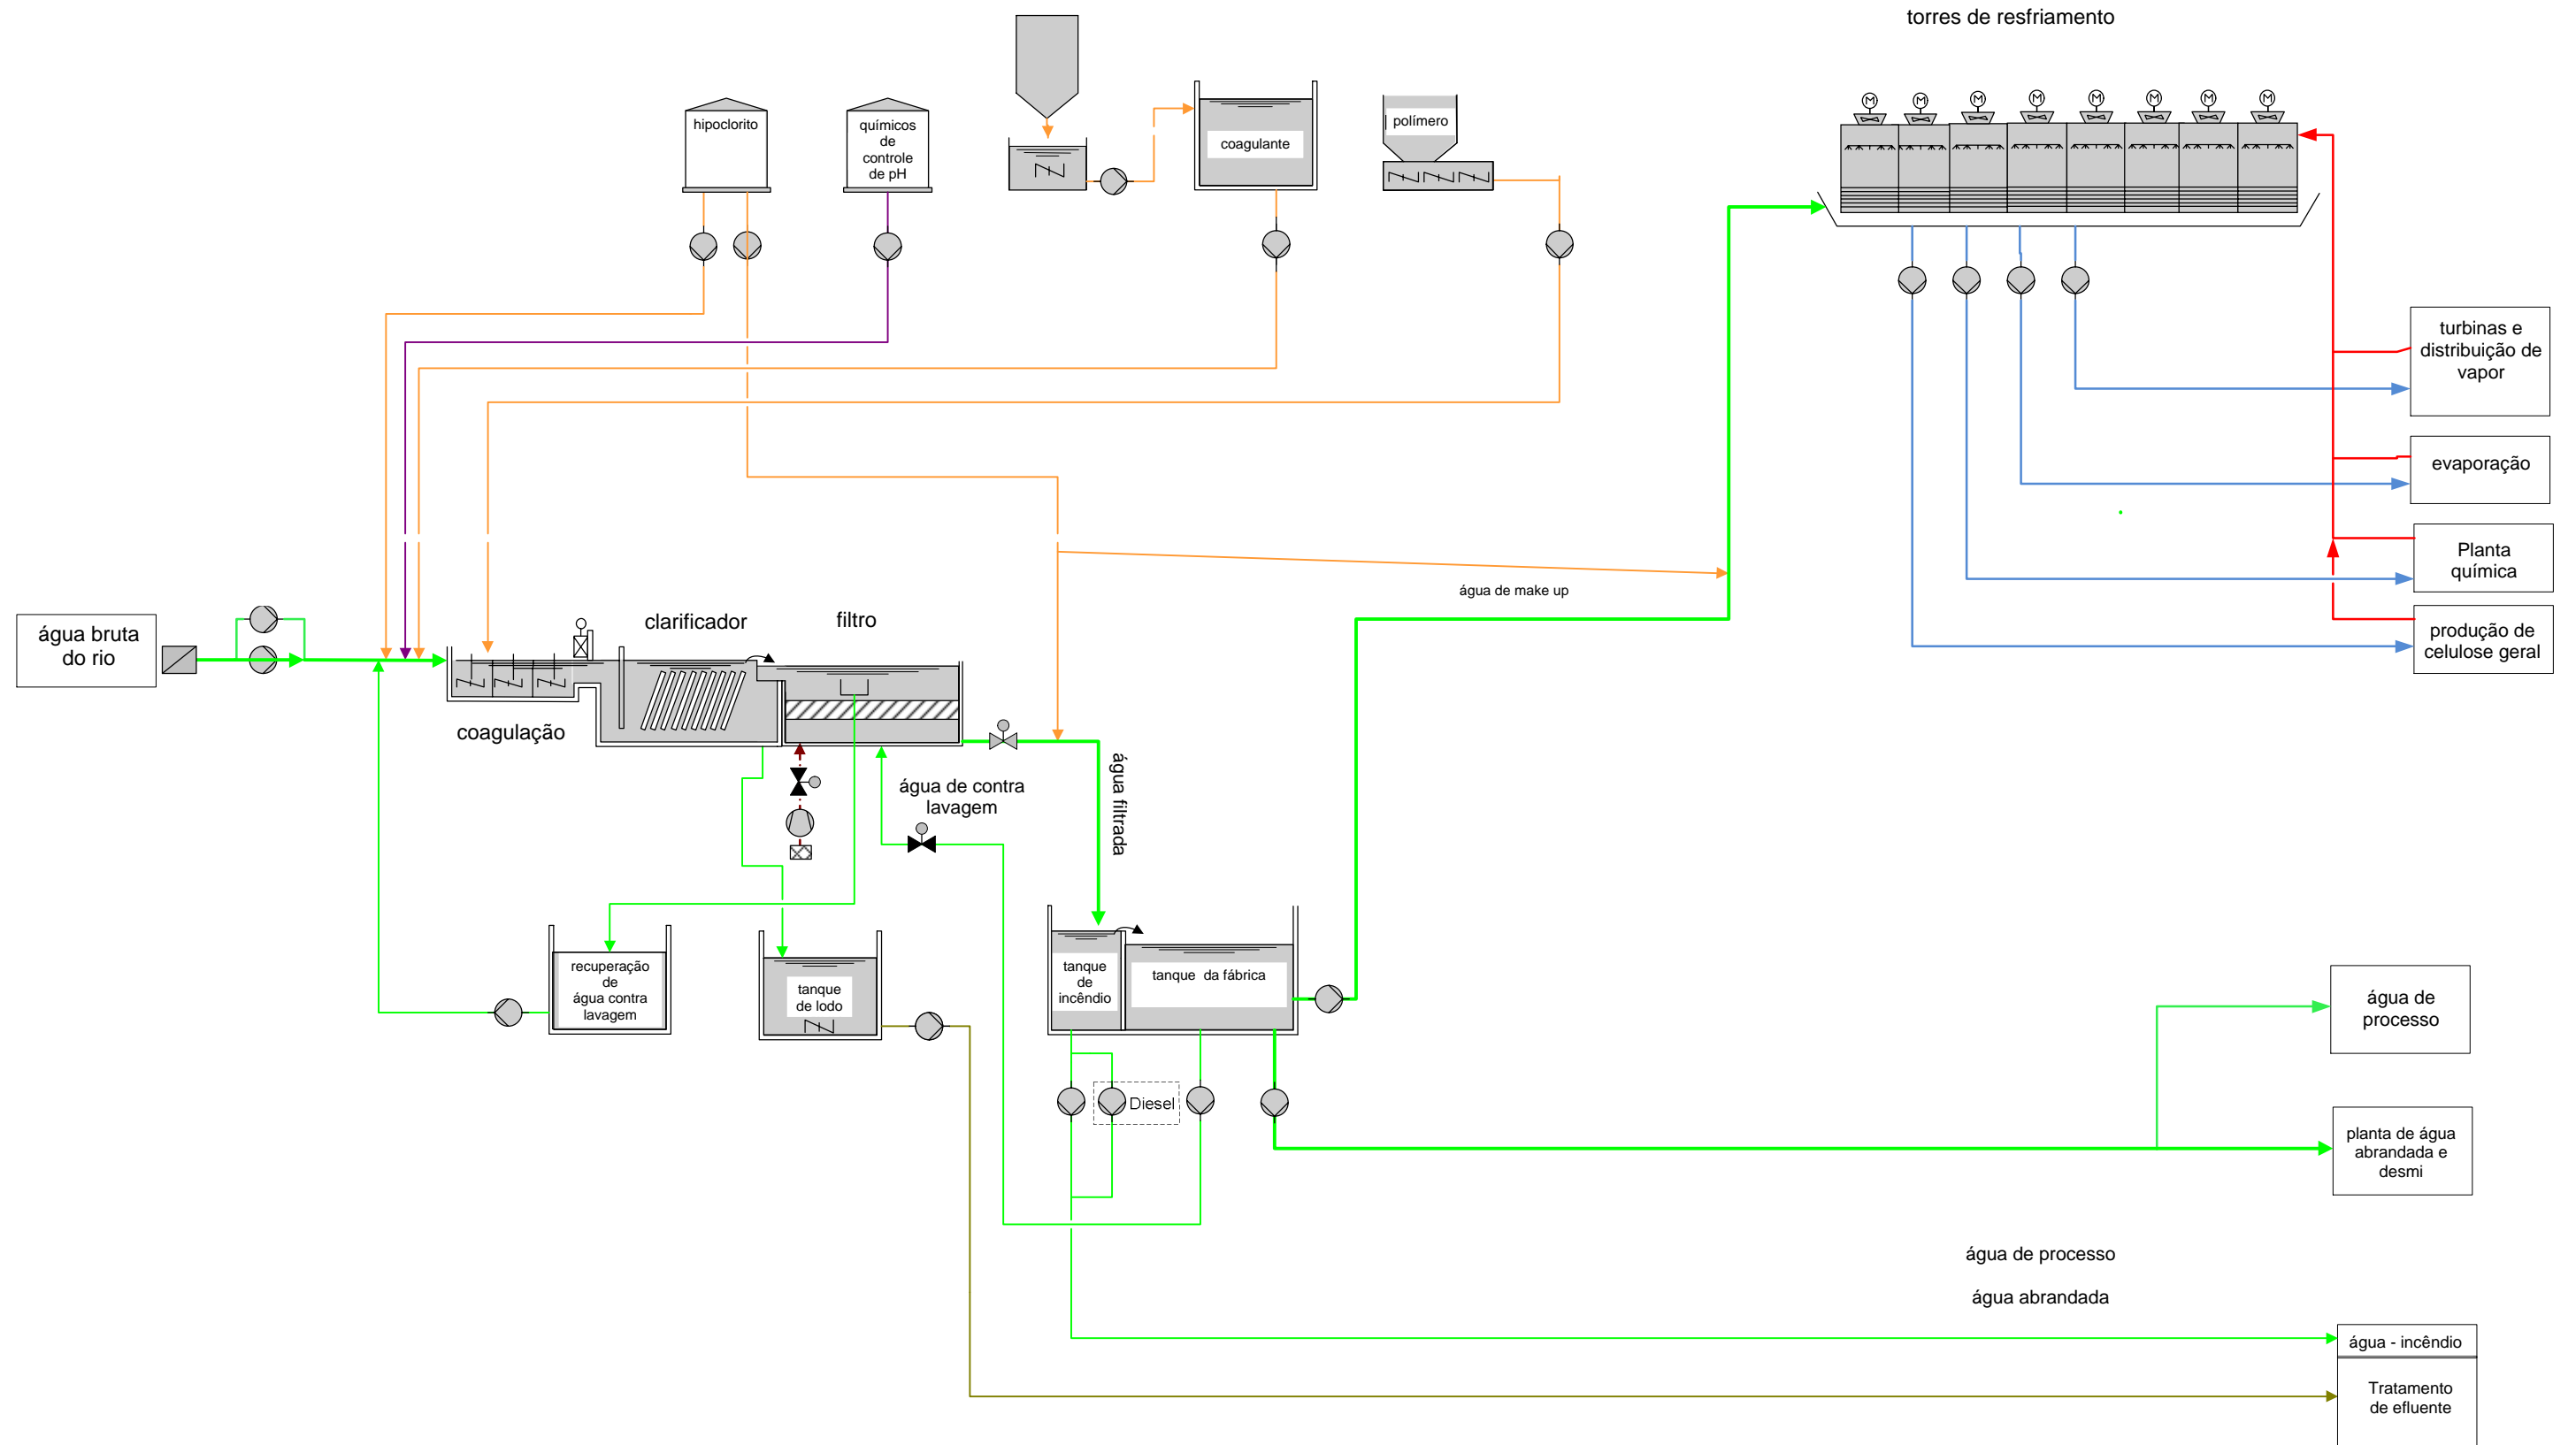 torres de resfriamento
M
M
M
M
M
M
M
M
hipoclorito
químicos
de
controle
de pH
coagulante
polímero
turbinas e
distribuição de
vapor
evaporação
Planta
química
produção de
celulose geral
água de make up
água bruta
do rio
clarificador
filtro
coagulação
água de contra
lavagem
água filtrada
recuperação
de
água contra
lavagem
tanque
de lodo
tanque
de
incêndio
tanque da fábrica
Diesel
água de
processo
planta de água
abrandada e
desmi
água de processo
água abrandada
água - incêndio
Tratamento
de efluente